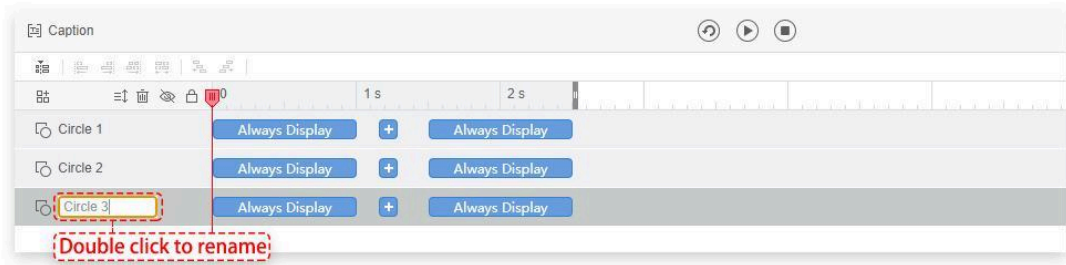 Caption
0 1 s 2 s
Circle 1 Always Display + Always Display
Circle 2 Always Display + Always Display
Circle 3 Always Display + Always Display
Double click to rename